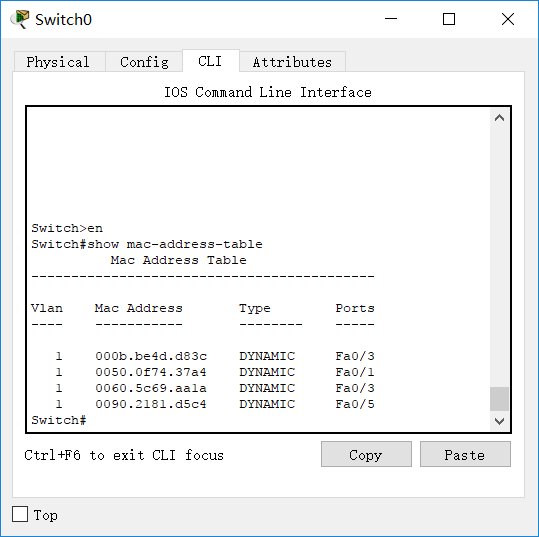 Switch0
Physical Config CLI Attributes
IOS Command Line Interface
Switch>en
Switch#show mac-address-table
          Mac Address Table
-------------------------------------------
Vlan    Mac Address       Type        Ports
----    -----------       --------    -----
   1    000b.be4d.d83c    DYNAMIC     Fa0/3
   1    0050.0f74.37a4    DYNAMIC     Fa0/1
   1    0060.5c69.aa1a    DYNAMIC     Fa0/3
   1    0090.2181.d5c4    DYNAMIC     Fa0/5
Switch#
Ctrl+F6 to exit CLI focus Copy Paste
Top